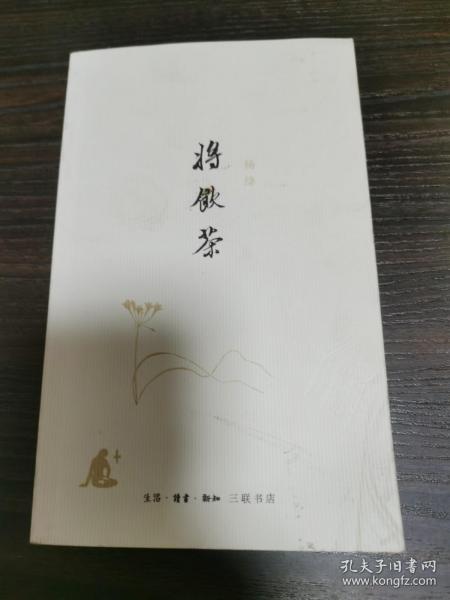 将饮茶
杨绛
生活·讀書·新知 三联书店
孔夫子旧书网
www.kongfz.com